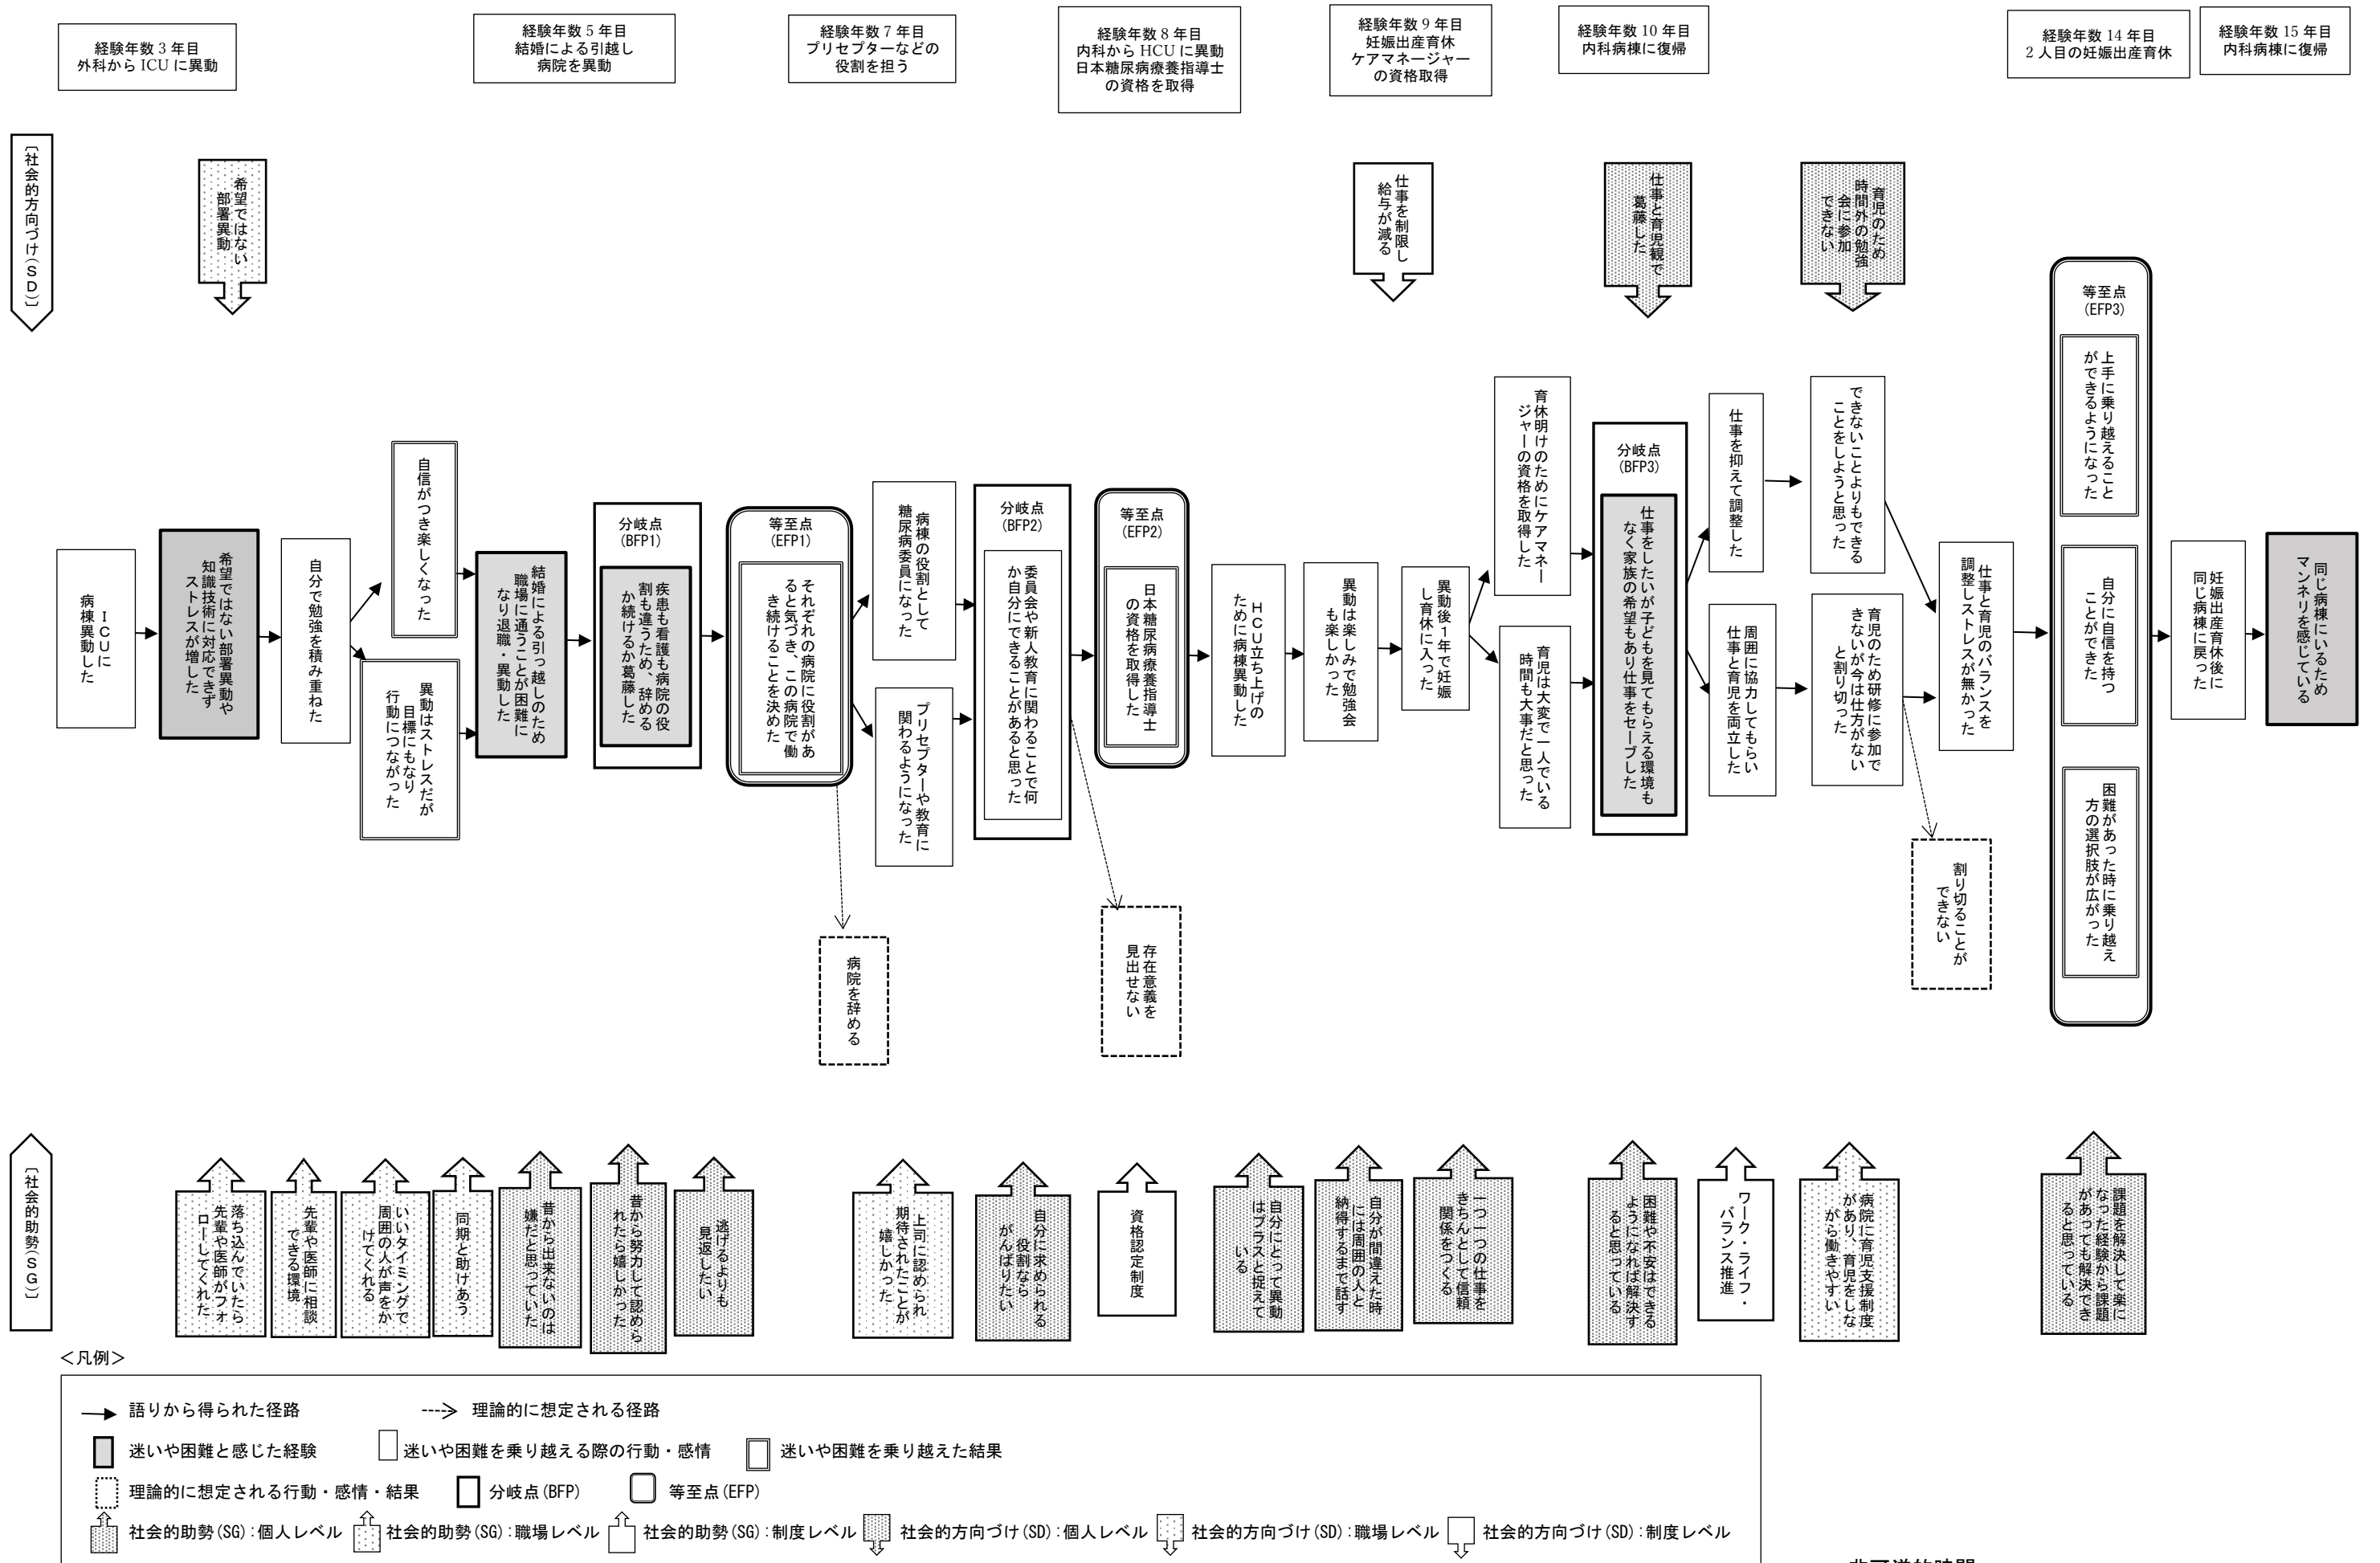 経験年数 3 年目
外科から ICU に異動
経験年数 5 年目
結婚による引越し
病院を異動
経験年数 7 年目
プリセプターなどの
役割を担う
経験年数 8 年目
内科から HCU に異動
日本糖尿病療養指導士
の資格を取得
経験年数 9 年目
妊娠出産育休
ケアマネージャー
の資格取得
経験年数 10 年目
内科病棟に復帰
経験年数 14 年目
2 人目の妊娠出産育休
経験年数 15 年目
内科病棟に復帰
〔社会的方向づけ(SD)〕
希望ではない
部署異動
仕事を制限し
給与が減る
仕事と育児観で
葛藤した
育児のため
時間外の勉強
会に参加
できない
ICUに
病棟異動した
希望ではない部署異動や
知識技術に対応できず
ストレスが増した
自分で勉強を積み重ねた
自信がつき楽しくなった
異動はストレスだが
目標にもなり
行動につながった
結婚による引っ越しのため
職場に通うことが困難に
なり退職・異動した
分岐点
(BFP1)
疾患も看護も病院の役
割も違うため、辞める
か続けるか葛藤した
等至点
(EFP1)
それぞれの病院に役割があ
ると気づき、この病院で働
き続けることを決めた
病院を辞める
病棟の役割として
糖尿病委員になった
プリセプターや教育に
関わるようになった
分岐点
(BFP2)
委員会や新人教育に関わることで何
か自分にできることがあると思った
等至点
(EFP2)
日本糖尿病療養指導士
の資格を取得した
存在意義を
見出せない
HCU立ち上げの
ために病棟異動した
異動は楽しみで勉強会
も楽しかった
異動後1年で妊娠
し育休に入った
育休明けのためにケアマネー
ジャーの資格を取得した
育児は大変で一人でいる
時間も大事だと思った
分岐点
(BFP3)
仕事をしたいが子どもを見てもらえる環境も
なく家族の希望もあり仕事をセーブした
仕事を抑えて調整した
周囲に協力してもらい
仕事と育児を両立した
できないことよりもできる
ことをしようと思った
育児のため研修に参加で
きないが今は仕方がない
と割り切った
割り切ることが
できない
仕事と育児のバランスを
調整しストレスが無かった
等至点
(EFP3)
上手に乗り越えること
ができるようになった
自分に自信を持つ
ことができた
困難があった時に乗り越え
方の選択肢が広がった
妊娠出産育休後に
同じ病棟に戻った
同じ病棟にいるため
マンネリを感じている
〔社会的助勢(SG)〕
落ち込んでいたら
先輩や医師がフォ
ローしてくれた
先輩や医師に相談
できる環境
いいタイミングで
周囲の人が声をか
けてくれる
同期と助けあう
昔から出来ないのは
嫌だと思っていた
昔から努力して認めら
れたら嬉しかった
逃げるよりも
見返したい
上司に認められ
期待されたことが
嬉しかった
自分に求められる
役割なら
がんばりたい
資格認定制度
自分にとって異動
はプラスと捉えて
いる
自分が間違えた時
には周囲の人と
納得するまで話す
一つ一つの仕事を
きちんとして信頼
関係をつくる
困難や不安はできる
ようになれば解決す
ると思っている
ワーク・ライフ・
バランス推進
病院に育児支援制度
があり、育児をしな
がら働きやすい
課題を解決して楽に
なった経験から課題
があっても解決でき
ると思っている
<凡例>
語りから得られた径路
理論的に想定される径路
迷いや困難と感じた経験
迷いや困難を乗り越える際の行動・感情
迷いや困難を乗り越えた結果
理論的に想定される行動・感情・結果
分岐点(BFP)
等至点(EFP)
社会的助勢(SG):個人レベル
社会的助勢(SG):職場レベル
社会的助勢(SG):制度レベル
社会的方向づけ(SD):個人レベル
社会的方向づけ(SD):職場レベル
社会的方向づけ(SD):制度レベル